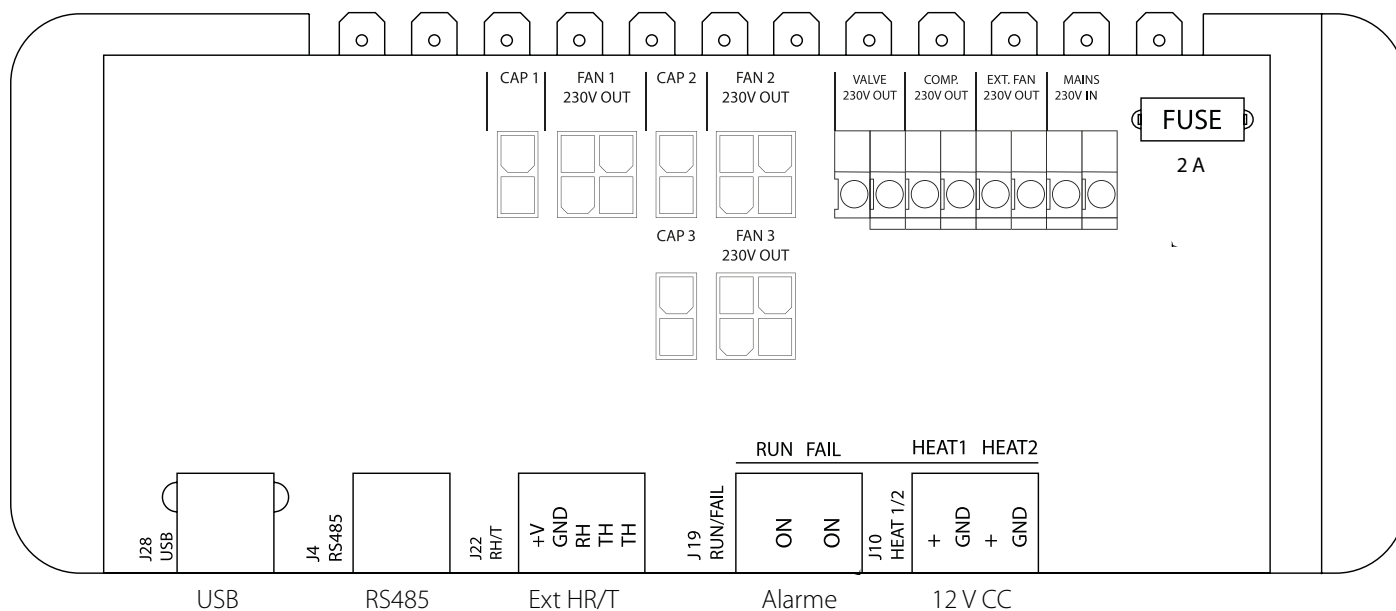 CAP 1
FAN 1
230V OUT
CAP 2
FAN 2
230V OUT
VALVE
230V OUT
COMP.
230V OUT
EXT. FAN
230V OUT
MAINS
230V IN
FUSE
2 A
CAP 3
FAN 3
230V OUT
RUN FAIL
HEAT1 HEAT2
J28
USB
J4
RS485
J22
RH/T
+V
GND
RH
TH
TH
J19
RUN/FAIL
ON
ON
J10
HEAT 1/2
+
GND
+
GND
USB
RS485
Ext HR/T
Alarme
12 V CC